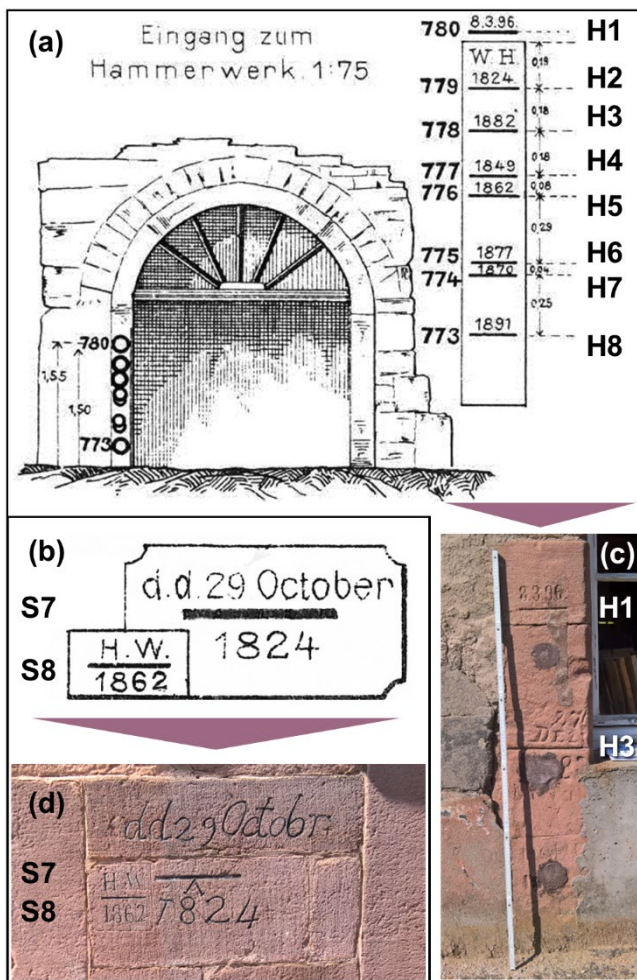 (a)
Eingang zum
Hammerwerk. 1:75
780 8.3.96. H1
W. H. 0,19
779 1824 H2
0,18
778 1882 H3
0,18
777 1849 H4
776 1862 0,08 H5
0,29
775 1877 H6
774 1870 0,04 H7
0,25
773 1891 H8
780
1,55
1,50
773
(b)
d.d. 29 October
S7
H.W. 1824
S8
1862
(c)
8.3.96.
H1
H3
(d)
dd29Octobr.
S7
H.W.
S8
1862 1824